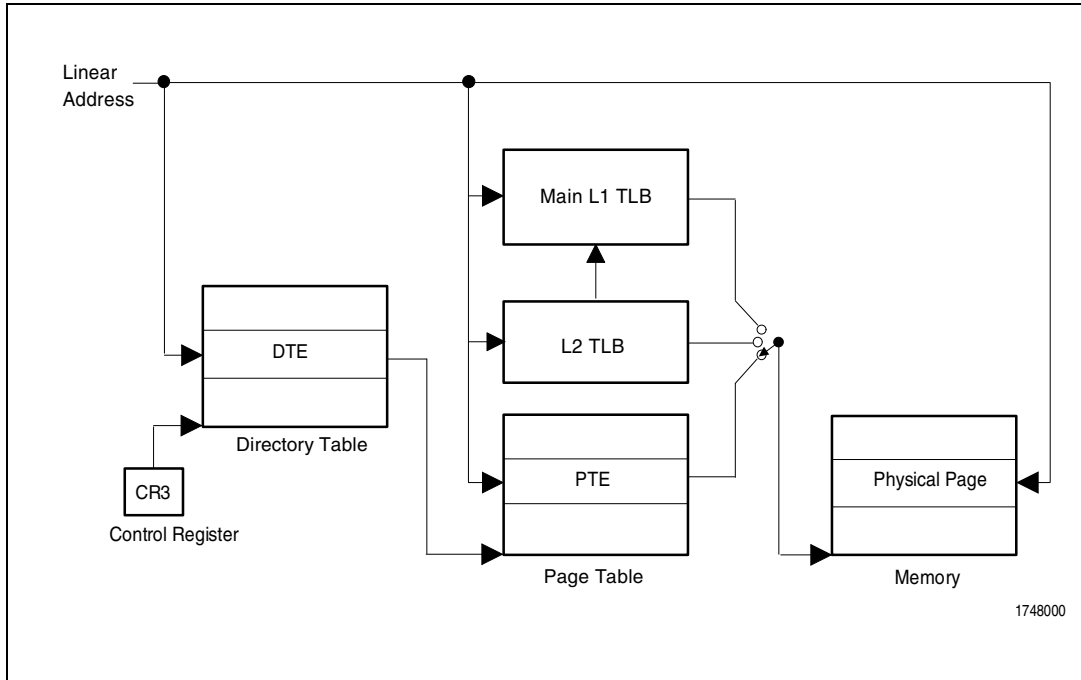 Linear
Address
Main L1 TLB
L2 TLB
DTE
Directory Table
CR3
Control Register
PTE
Page Table
Physical Page
Memory
1748000